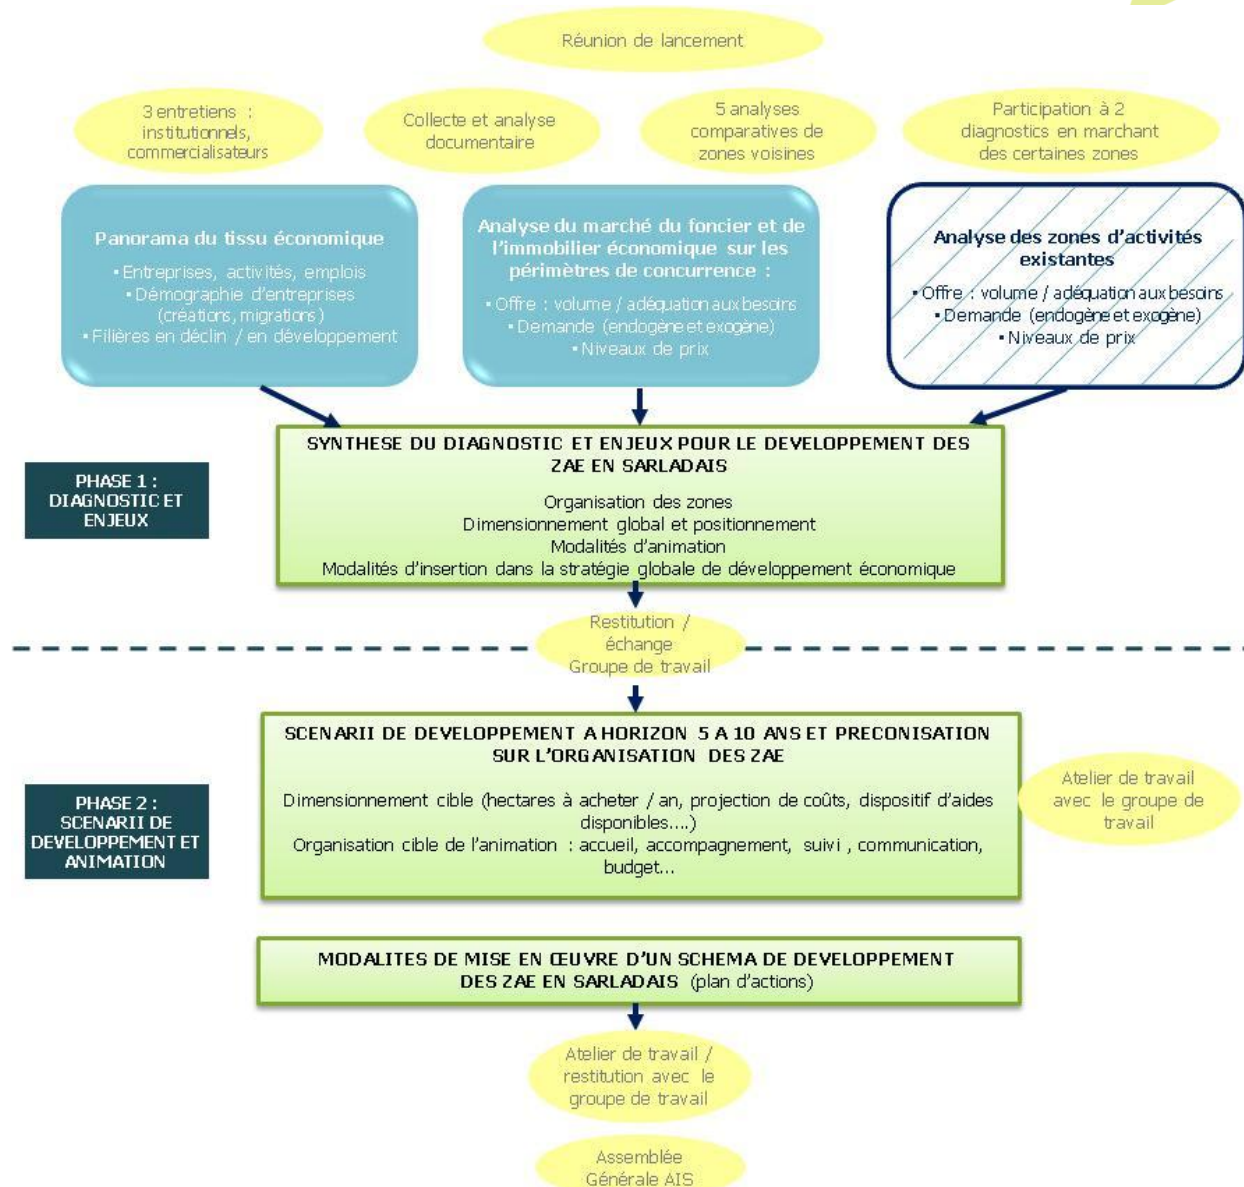 Réunion de lancement
3 entretiens :
institutionnels,
commercialisateurs
Collecte et analyse
documentaire
5 analyses
comparatives de
zones voisines
Participation à 2
diagnostics en marchant
des certaines zones
Panorama du tissu économique
▪ Entreprises, activités, emplois
▪ Démographie d'entreprises
(créations, migrations)
▪ Filières en déclin / en développement
Analyse du marché du foncier et de
l'immobilier économique sur les
périmètres de concurrence :
▪ Offre : volume / adéquation aux besoins
▪ Demande (endogène et exogène)
▪ Niveaux de prix
Analyse des zones d'activités
existantes
▪ Offre : volume / adéquation aux besoins
▪ Demande (endogène et exogène)
▪ Niveaux de prix
PHASE 1 :
DIAGNOSTIC ET
ENJEUX
SYNTHESE DU DIAGNOSTIC ET ENJEUX POUR LE DEVELOPPEMENT DES
ZAE EN SARLADAIS
Organisation des zones
Dimensionnement global et positionnement
Modalités d'animation
Modalités d'insertion dans la stratégie globale de développement économique
Restitution /
échange
Groupe de travail
PHASE 2 :
SCENARII DE
DEVELOPPEMENT ET
ANIMATION
SCENARII DE DEVELOPPEMENT A HORIZON 5 A 10 ANS ET PRECONISATION
SUR L'ORGANISATION DES ZAE
Dimensionnement cible (hectares à acheter / an, projection de coûts, dispositif d'aides
disponibles....)
Organisation cible de l'animation : accueil, accompagnement, suivi , communication,
budget...
Atelier de travail
avec le groupe de
travail
MODALITES DE MISE EN ŒUVRE D'UN SCHEMA DE DEVELOPPEMENT
DES ZAE EN SARLADAIS (plan d'actions)
Atelier de travail /
restitution avec le
groupe de travail
Assemblée
Générale AIS